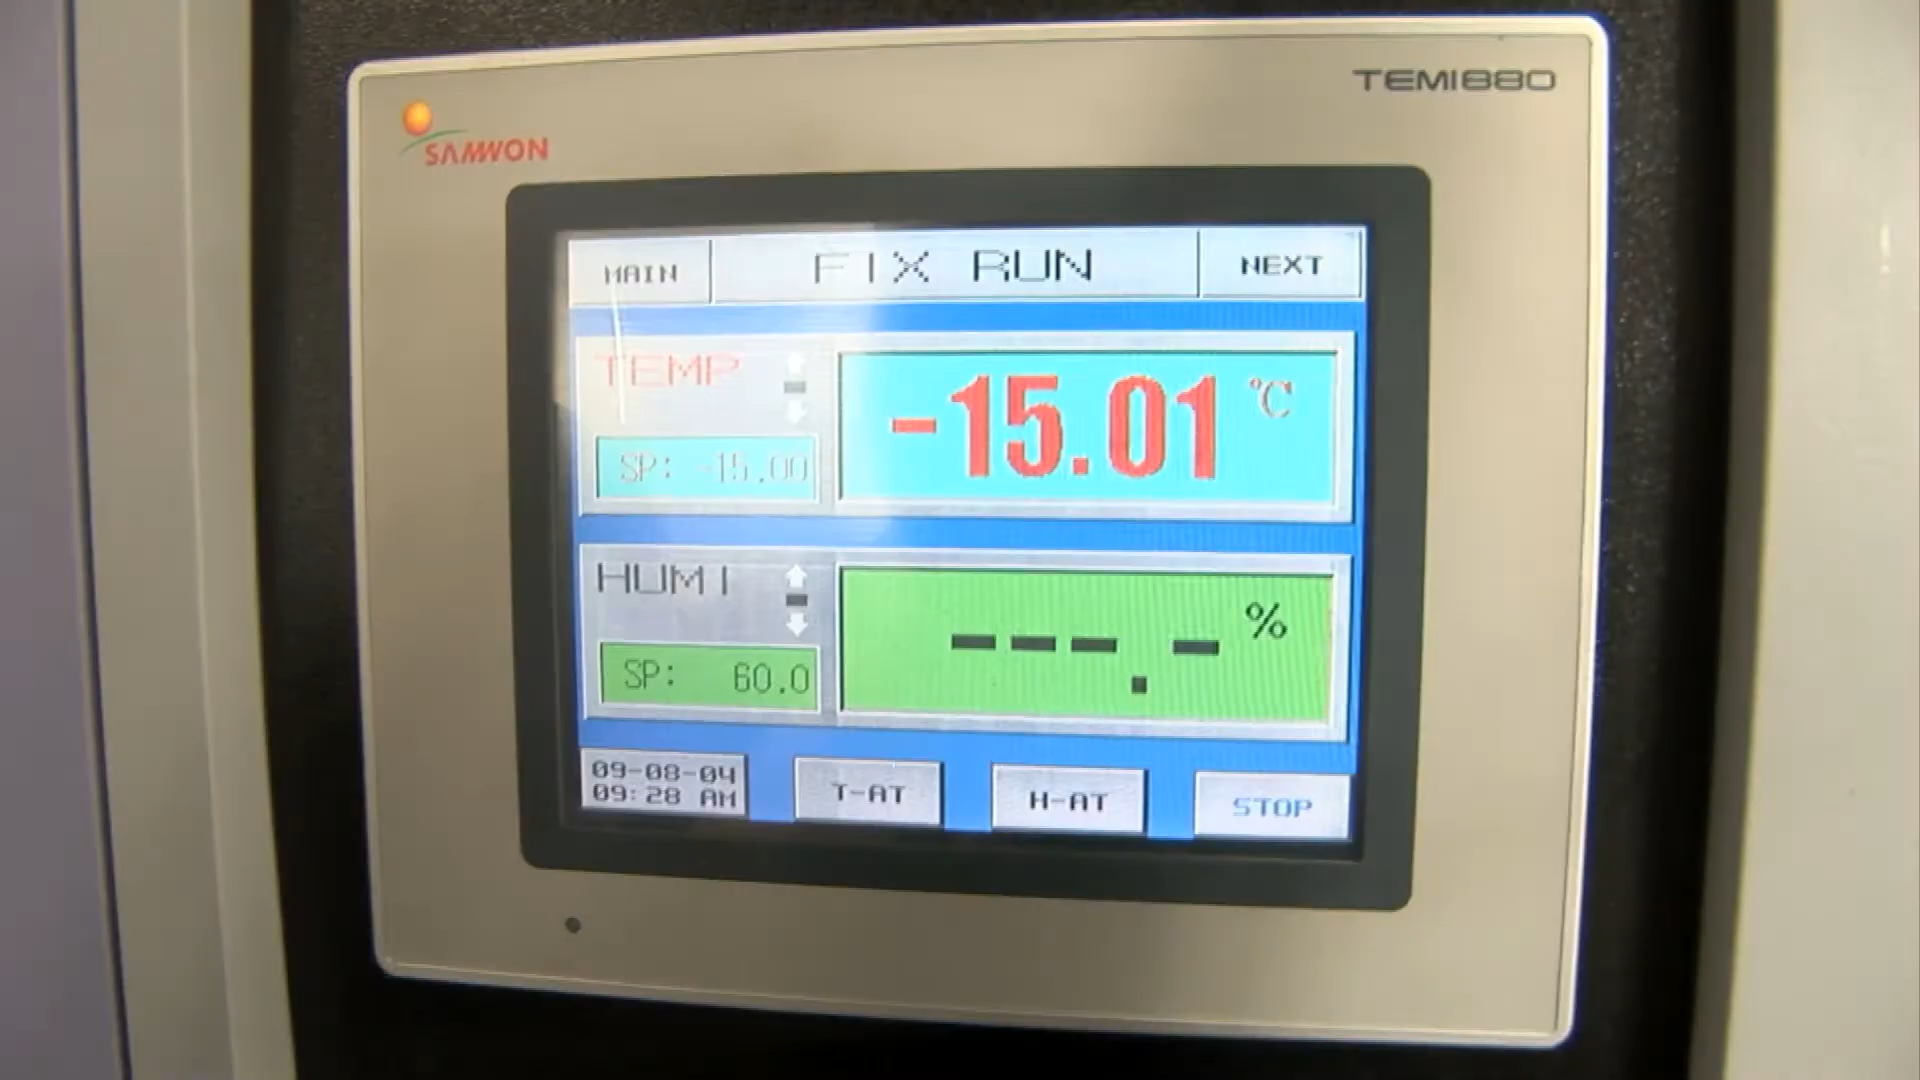 TEMI880
SAMWON
MAIN
FIX RUN
NEXT
TEMP
-15.01 °C
SP: -15.00
HUMI
---.- %
SP: 60.0
09-08-04
09:28 AM
T-AT
H-AT
STOP